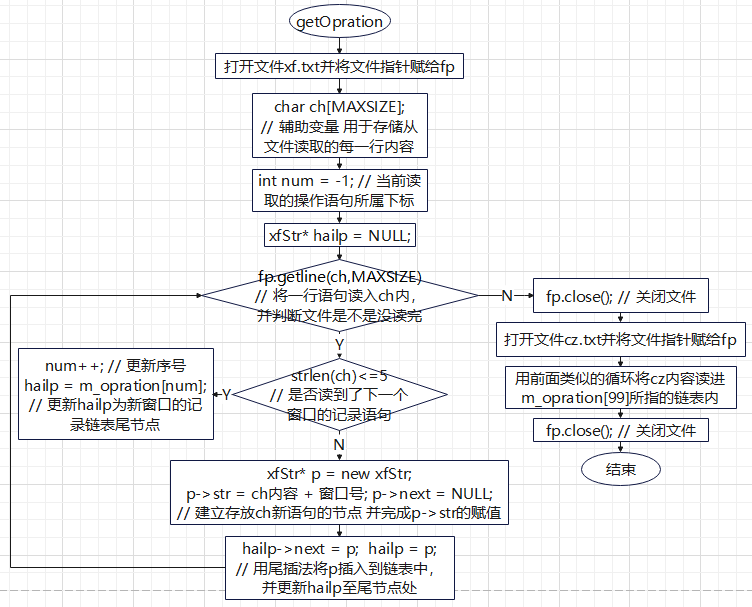 getOpration
打开文件xf.txt并将文件指针赋给fp
char ch[MAXSIZE];
// 辅助变量 用于存储从
文件读取的每一行内容
int num = -1; // 当前读
取的操作语句所属下标
xfStr* hailp = NULL;
fp.getline(ch,MAXSIZE)
// 将一行语句读入ch内,
并判断文件是不是没读完
N
fp.close(); // 关闭文件
打开文件cz.txt并将文件指针赋给fp
用前面类似的循环将cz内容读进
m_opration[99]所指的链表内
fp.close(); // 关闭文件
结束
Y
strlen(ch)<=5
// 是否读到了下一个
窗口的记录语句
Y
num++; // 更新序号
hailp = m_opration[num];
// 更新hailp为新窗口的记
录链表尾节点
N
xfStr* p = new xfStr;
p->str = ch内容 + 窗口号; p->next = NULL;
// 建立存放ch新语句的节点 并完成p->str的赋值
hailp->next = p;  hailp = p;
// 用尾插法将p插入到链表中,
并更新hailp至尾节点处